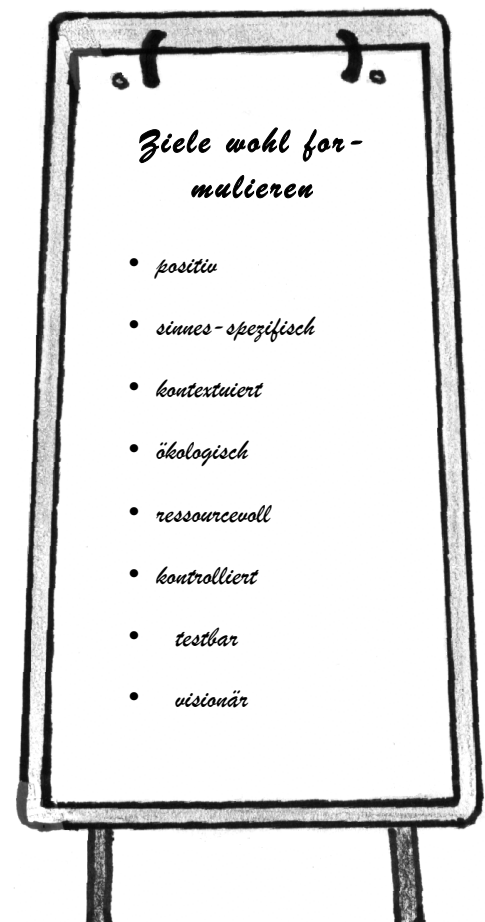 Ziele wohl for-
mulieren
• positiv
• sinnes-spezifisch
• kontextuiert
• ökologisch
• ressourcevoll
• kontrolliert
• testbar
• visionär